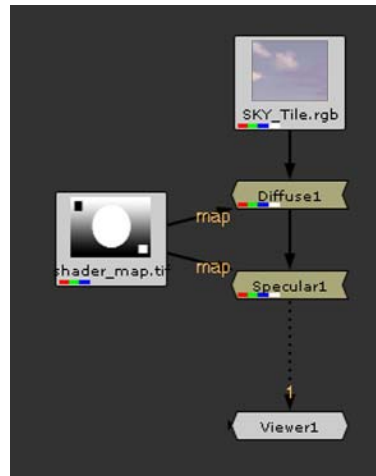 SKY_Tile.rgb
Diffuse1
map
shader_map.tif
map
Specular1
1
Viewer1